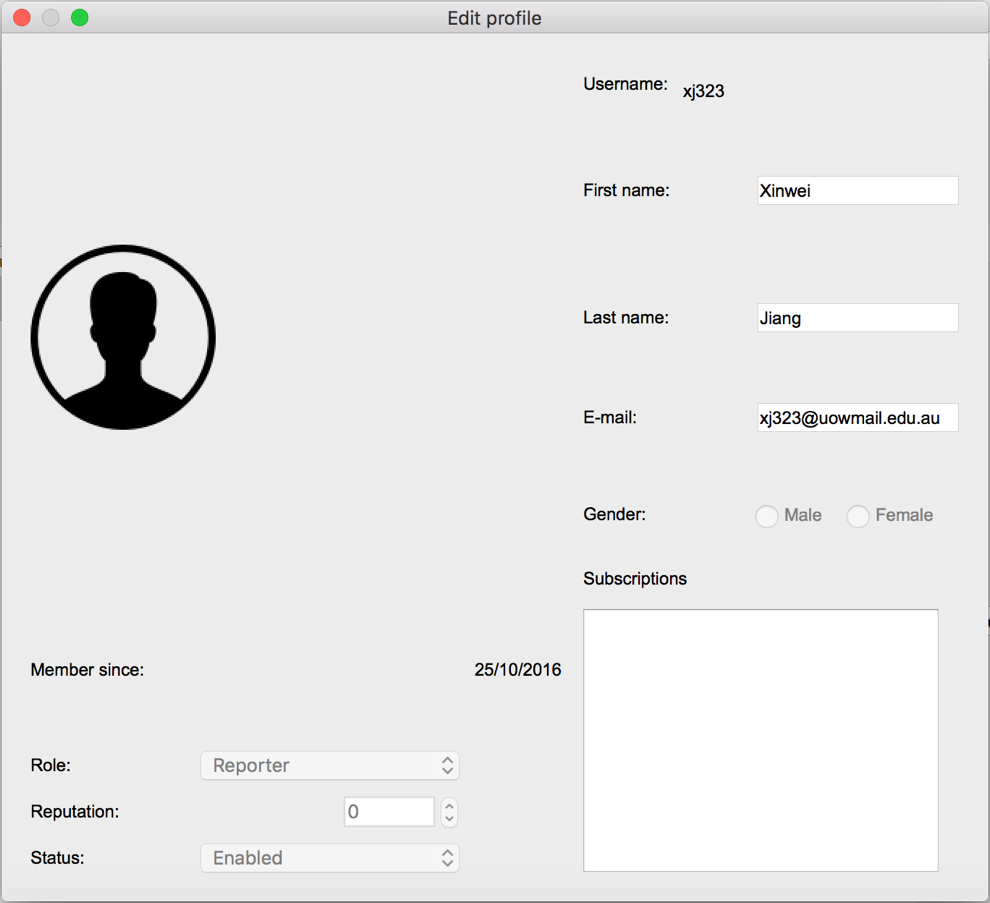 Edit profile
Username: xj323
First name: Xinwei
Last name: Jiang
E-mail: xj323@uowmail.edu.au
Gender: Male Female
Subscriptions
Member since: 25/10/2016
Role: Reporter
Reputation: 0
Status: Enabled